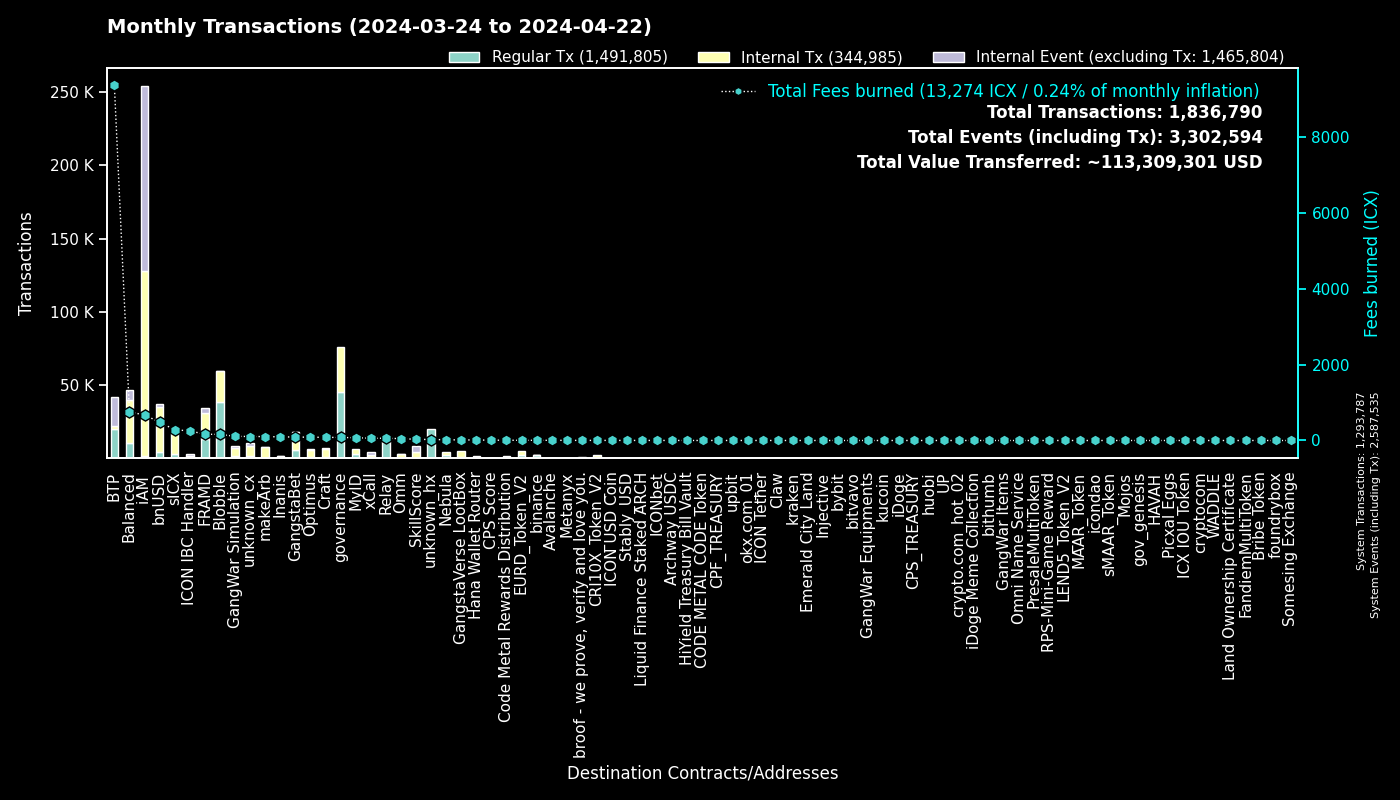 Monthly Transactions (2024-03-24 to 2024-04-22)
Regular Tx (1,491,805)
Internal Tx (344,985)
Internal Event (excluding Tx: 1,465,804)
Total Fees burned (13,274 ICX / 0.24% of monthly inflation)
Total Transactions: 1,836,790
Total Events (including Tx): 3,302,594
Total Value Transferred: ~113,309,301 USD
Transactions
250 K
200 K
150 K
100 K
50 K
8000
6000
4000
2000
0
Fees burned (ICX)
System Transactions: 1,293,787
System Events (including Tx): 2,587,535
BTP
Balanced
IAM
bnUSD
sICX
ICON IBC Handler
FRAMD
Blobble
GangWar Simulation
unknown_cx
makeArb
Inanis
GangstaBet
Optimus
Craft
governance
MyID
xCall
Relay
Omm
SkillScore
unknown_hx
Nebula
GangstaVerse_LootBox
Hana Wallet Router
CPS Score
Code Metal Rewards Distribution
EURD_Token_V2
binance
Avalanche
Metanyx
broof - we prove, verify and love you.
CRI10X_Token_V2
ICON USD Coin
Stably_USD
Liquid Finance Staked ARCH
ICONbet
Archway_USDC
HiYield Treasury Bill Vault
CODE METAL CODE Token
CPF_TREASURY
upbit
okx.com_01
ICON Tether
Claw
kraken
Emerald City Land
Injective
bybit
bitvavo
GangWar Equipments
kucoin
iDoge
CPS_TREASURY
huobi
UP
crypto.com_hot_02
iDoge Meme Collection
bithumb
GangWar Items
Omni Name Service
PresaleMultiToken
RPS-Mini-Game Reward
LEND5_Token_V2
MAAR_Token
icondao
sMAAR_Token
Mojos
gov_genesis
HAVAH
Picxal Eggs
ICX IOU Token
cryptocom
WADDLE
Land Ownership Certificate
FandiemMultiToken
Bribe Token
foundrybox
Somesing Exchange
Destination Contracts/Addresses